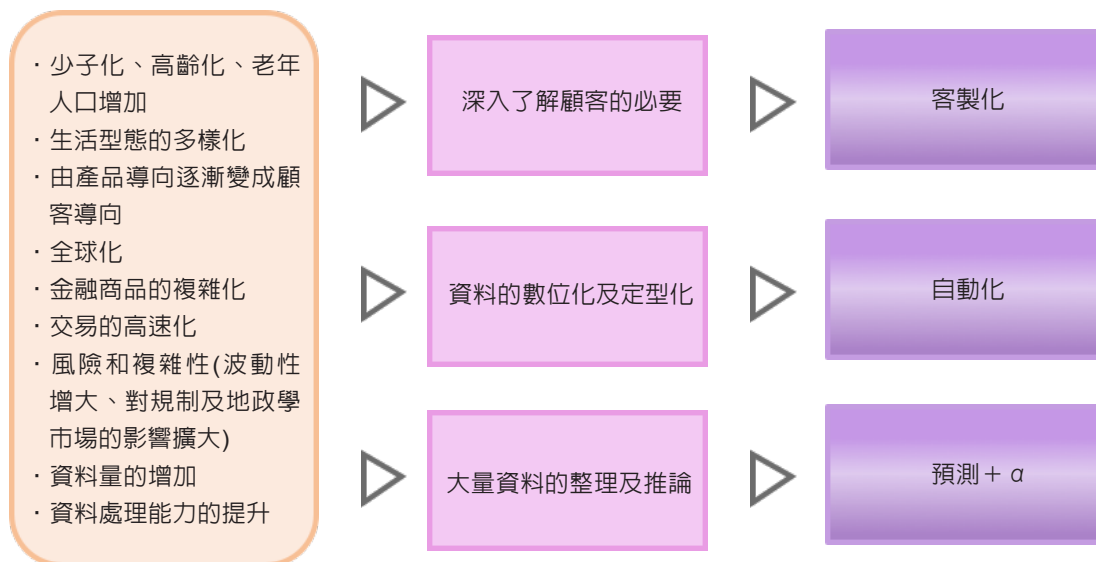 · 少子化、高齡化、老年
人口增加
· 生活型態的多樣化
· 由產品導向逐漸變成顧
客導向
· 全球化
· 金融商品的複雜化
· 交易的高速化
· 風險和複雜性(波動性
增大、對規制及地政學
市場的影響擴大)
· 資料量的增加
· 資料處理能力的提升
深入了解顧客的必要
客製化
資料的數位化及定型化
自動化
大量資料的整理及推論
預測＋α